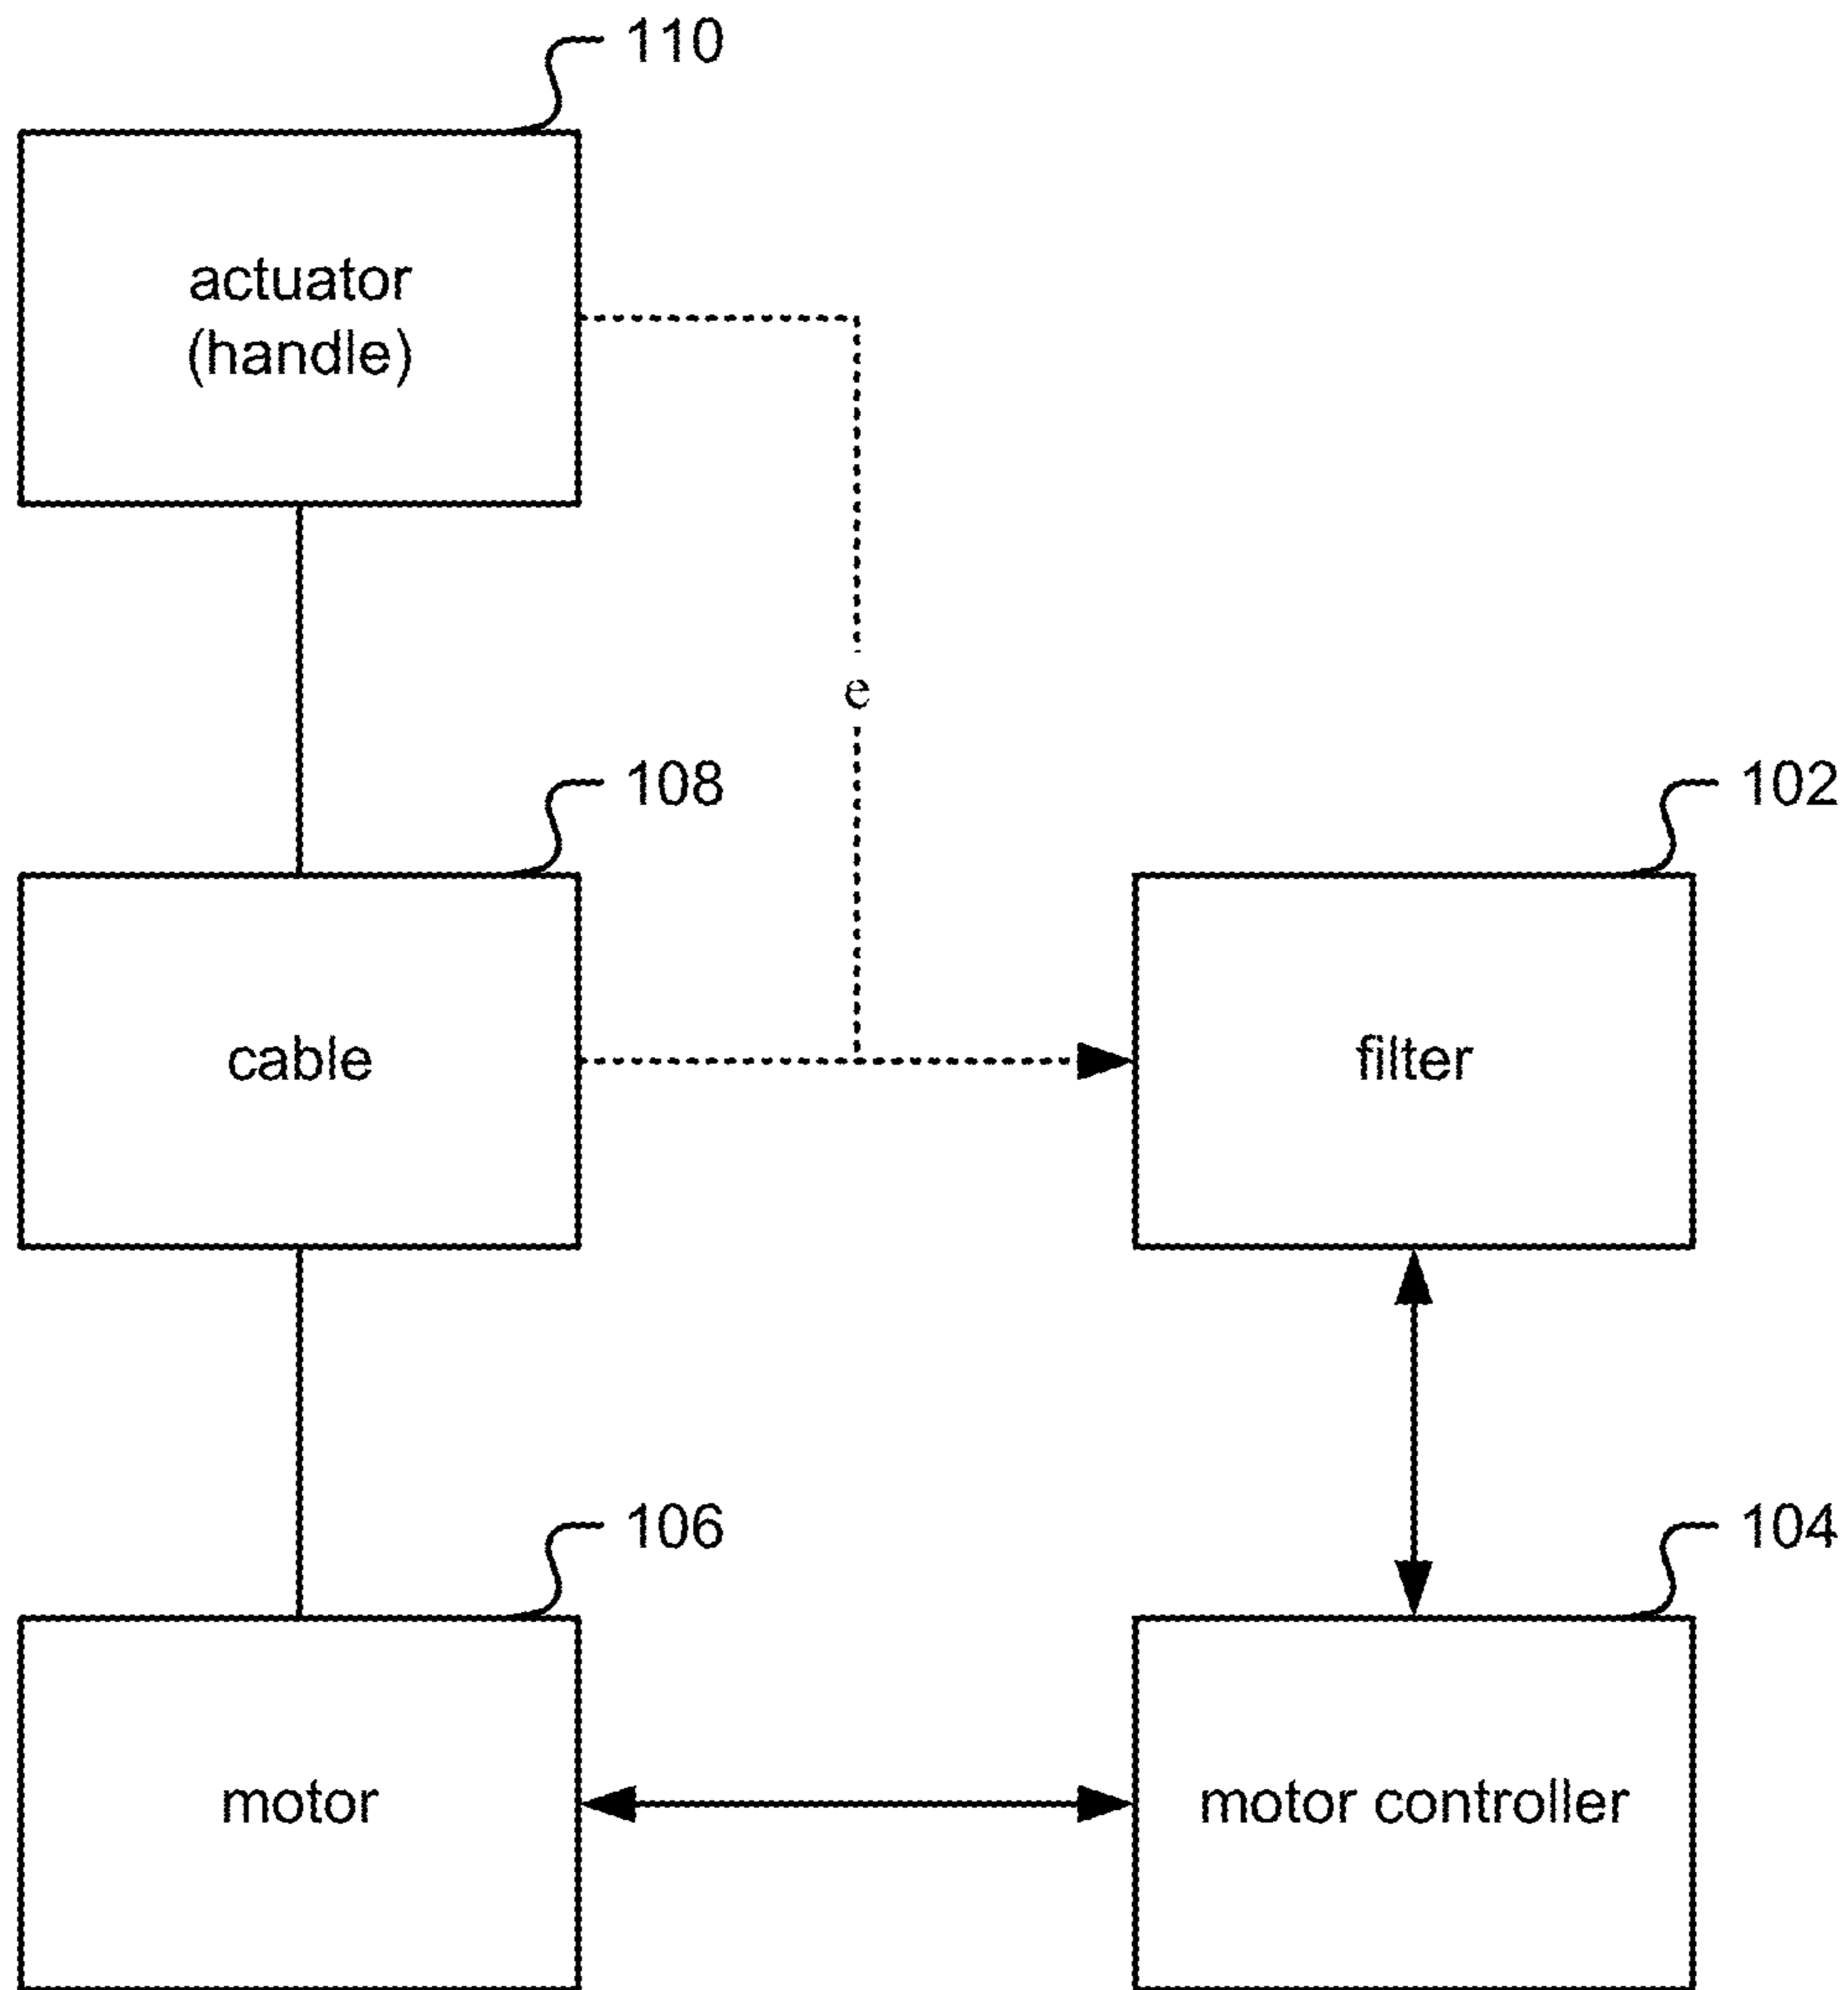 110
actuator
(handle)
e
108
102
cable
filter
106
104
motor
motor controller